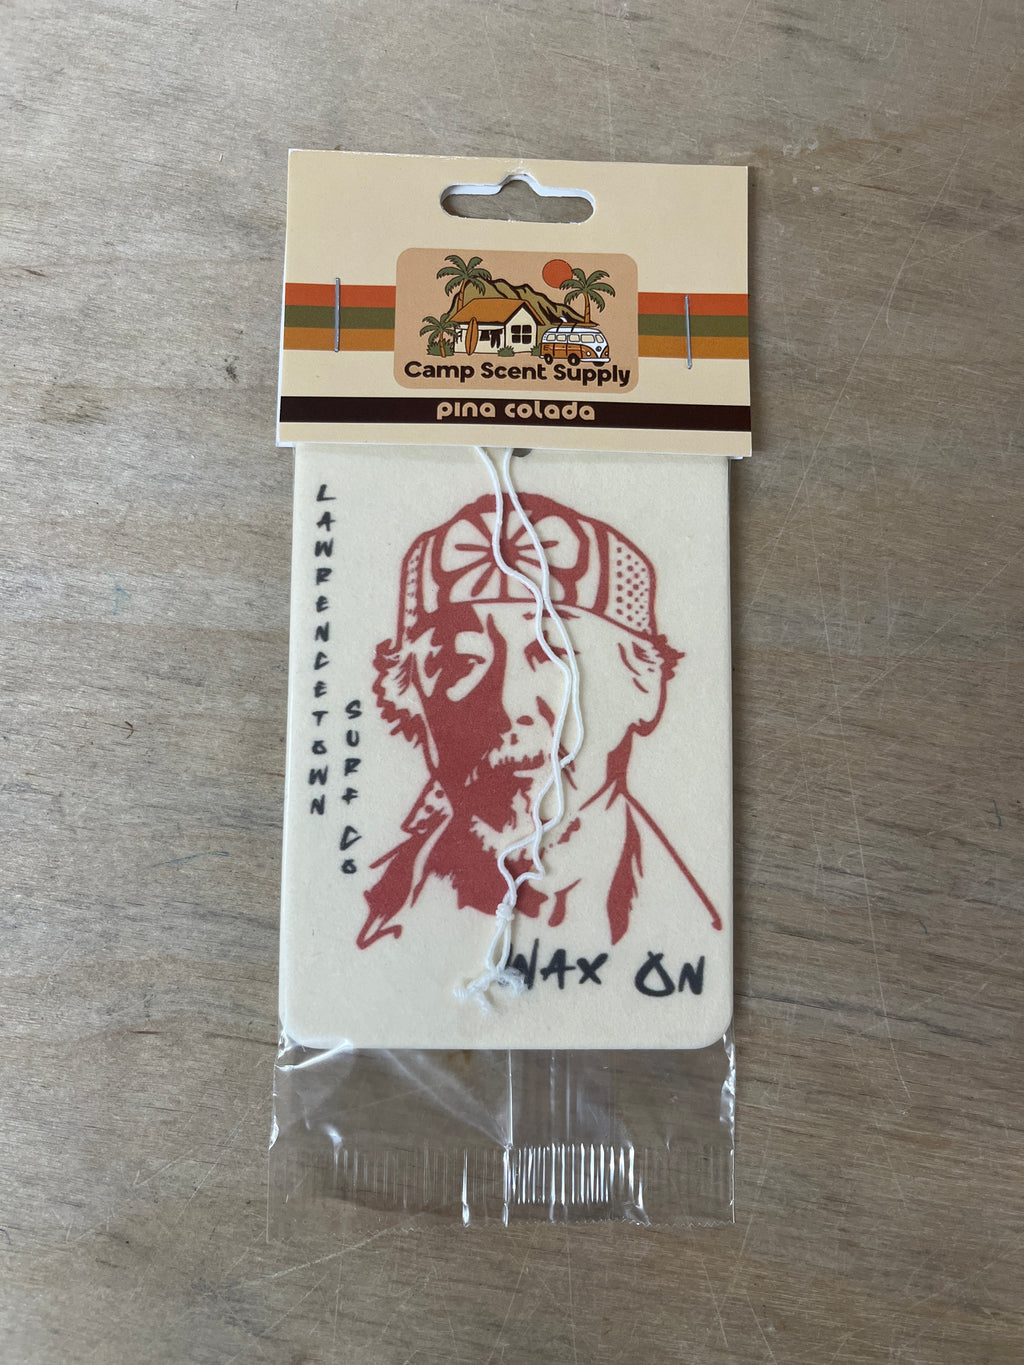 Camp Scent Supply
pina colada
LAWRENCETOWN
SURF CO
WAX ON